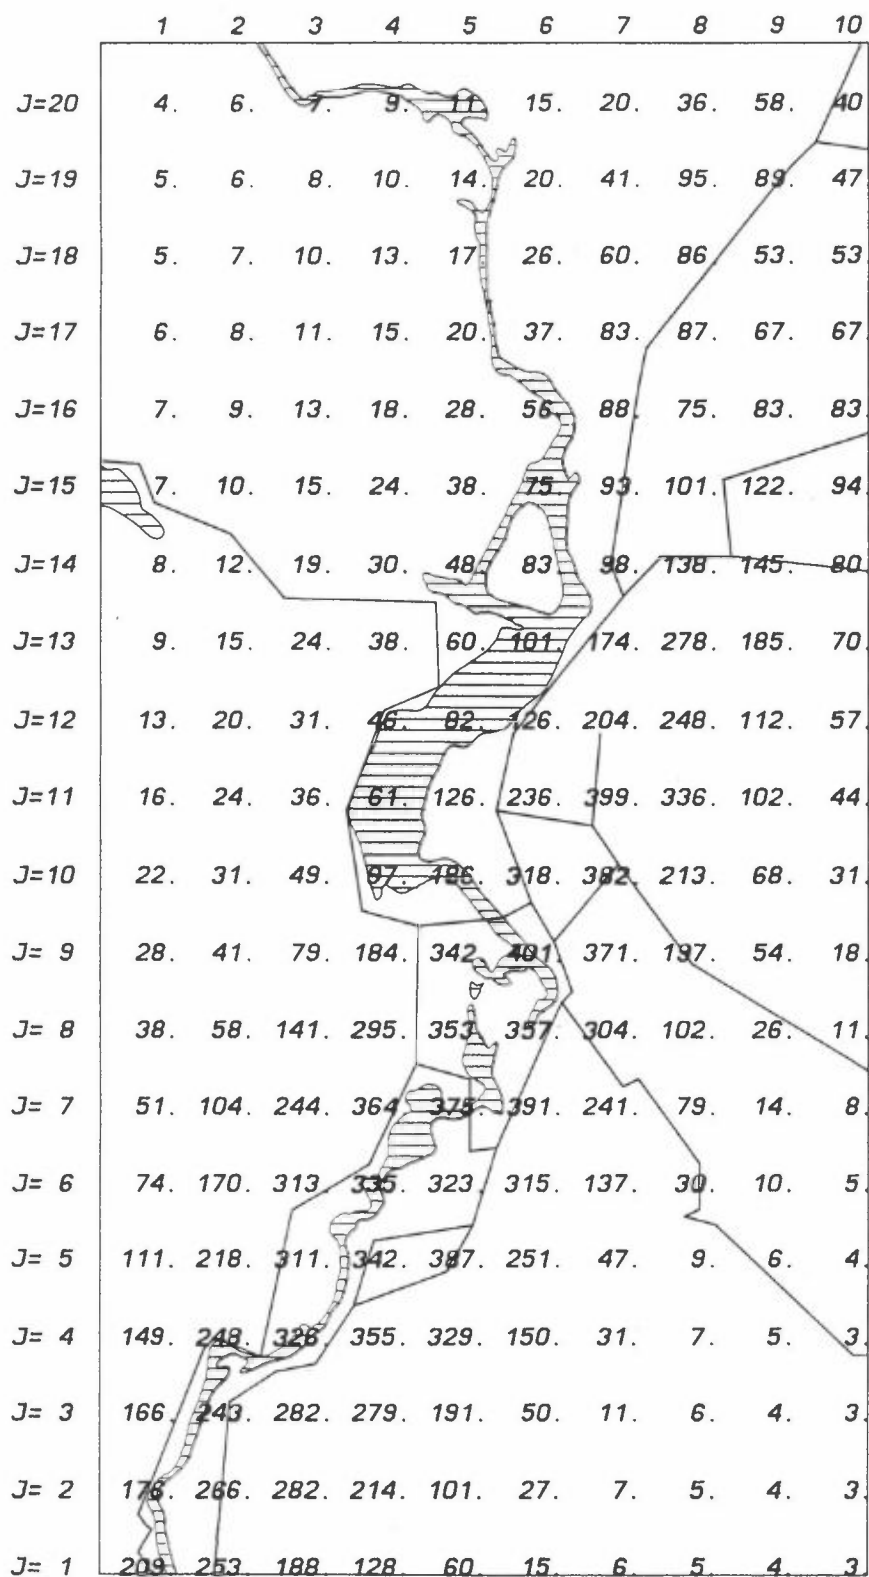 1 2 3 4 5 6 7 8 9 10
J=20 4. 6. 7. 9. 11. 15. 20. 36. 58. 40
J=19 5. 6. 8. 10. 14. 20. 41. 95. 89. 47
J=18 5. 7. 10. 13. 17. 26. 60. 86. 53. 53
J=17 6. 8. 11. 15. 20. 37. 83. 87. 67. 67.
J=16 7. 9. 13. 18. 28. 56. 88. 75. 83. 83.
J=15 7. 10. 15. 24. 38. 75. 93. 101. 122. 94.
J=14 8. 12. 19. 30. 48. 83. 98. 138. 145. 80
J=13 9. 15. 24. 38. 60. 101. 174. 278. 185. 70.
J=12 13. 20. 31. 46. 82. 126. 204. 248. 112. 57.
J=11 16. 24. 36. 61. 126. 236. 399. 336. 102. 44.
J=10 22. 31. 49. 97. 318. 382. 213. 68. 31.
J= 9 28. 41. 79. 184. 342. 371. 137. 54. 18.
J= 8 38. 58. 141. 295. 353. 357. 304. 102. 26. 11.
J= 7 51. 104. 244. 364. 375. 391. 241. 79. 14. 8.
J= 6 74. 170. 313. 335. 323. 315. 137. 30. 10. 5.
J= 5 111. 218. 311. 342. 387. 251. 47. 9. 6. 4.
J= 4 149. 248. 326. 355. 329. 150. 31. 7. 5. 3.
J= 3 166. 243. 282. 279. 191. 50. 11. 6. 4. 3.
J= 2 176. 266. 282. 214. 101. 27. 7. 5. 4. 3.
J= 1 209. 253. 188. 128. 60. 15. 6. 5. 4. 3.